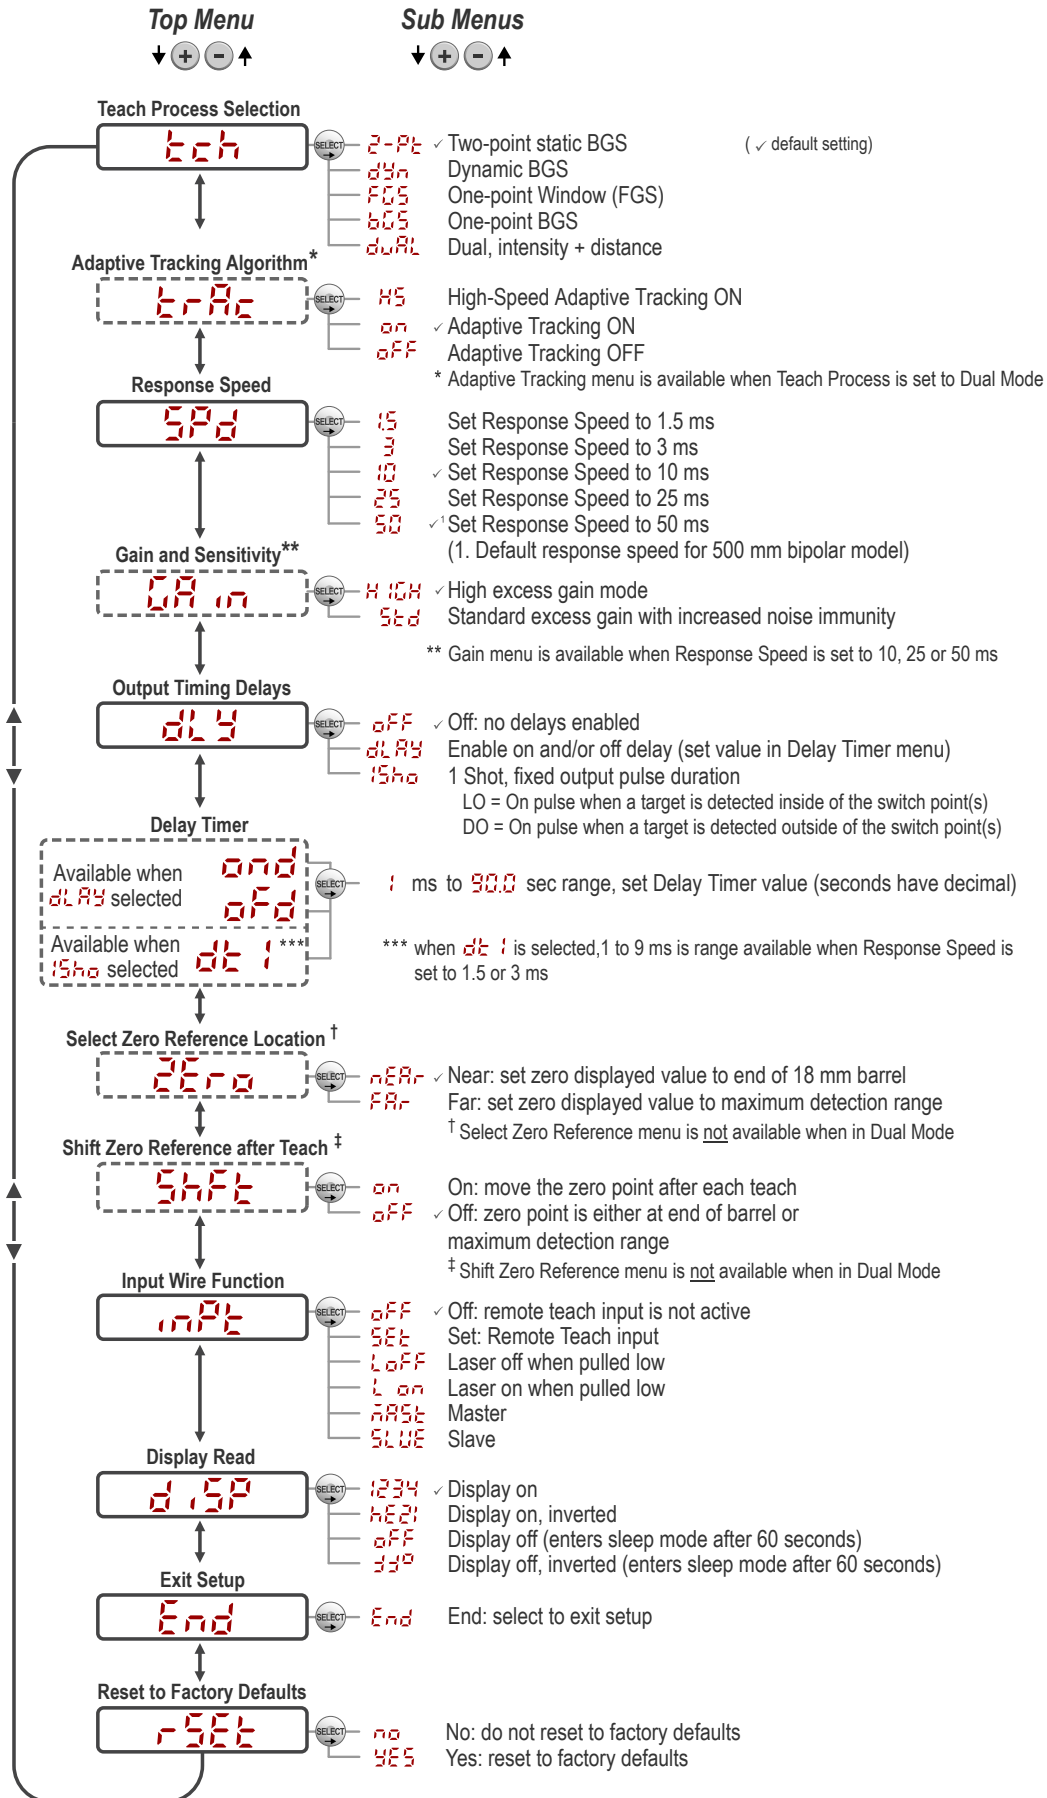 Top Menu
Sub Menus
+ -
+ -
Teach Process Selection
tch
SELECT
2-Pt ✓ Two-point static BGS
( ✓ default setting)
dYn Dynamic BGS
FGS One-point Window (FGS)
bGS One-point BGS
duAL Dual, intensity + distance
Adaptive Tracking Algorithm*
trAc
SELECT
HS High-Speed Adaptive Tracking ON
on ✓ Adaptive Tracking ON
oFF Adaptive Tracking OFF
* Adaptive Tracking menu is available when Teach Process is set to Dual Mode
Response Speed
SPd
SELECT
1.5 Set Response Speed to 1.5 ms
3 Set Response Speed to 3 ms
10 ✓ Set Response Speed to 10 ms
25 Set Response Speed to 25 ms
50 ✓¹ Set Response Speed to 50 ms
(1. Default response speed for 500 mm bipolar model)
Gain and Sensitivity**
GAin
SELECT
HIGH ✓ High excess gain mode
Std Standard excess gain with increased noise immunity
** Gain menu is available when Response Speed is set to 10, 25 or 50 ms
Output Timing Delays
dLY
SELECT
oFF ✓ Off: no delays enabled
dLAY Enable on and/or off delay (set value in Delay Timer menu)
1Sho 1 Shot, fixed output pulse duration
LO = On pulse when a target is detected inside of the switch point(s)
DO = On pulse when a target is detected outside of the switch point(s)
Delay Timer
Available when
dLAY selected
ond
oFd
SELECT
1 ms to 90.0 sec range, set Delay Timer value (seconds have decimal)
Available when
1Sho selected
dt1 ***
*** when dt1 is selected,1 to 9 ms is range available when Response Speed is
set to 1.5 or 3 ms
Select Zero Reference Location †
ZEro
SELECT
nEAr ✓ Near: set zero displayed value to end of 18 mm barrel
FAr Far: set zero displayed value to maximum detection range
† Select Zero Reference menu is not available when in Dual Mode
Shift Zero Reference after Teach ‡
ShFt
SELECT
on On: move the zero point after each teach
oFF ✓ Off: zero point is either at end of barrel or
maximum detection range
‡ Shift Zero Reference menu is not available when in Dual Mode
Input Wire Function
inPt
SELECT
oFF ✓ Off: remote teach input is not active
SEt Set: Remote Teach input
LoFF Laser off when pulled low
L on Laser on when pulled low
mASt Master
SLUE Slave
Display Read
diSP
SELECT
1234 ✓ Display on
hEZ1 Display on, inverted
oFF Display off (enters sleep mode after 60 seconds)
Display off, inverted (enters sleep mode after 60 seconds)
Exit Setup
End
SELECT
End End: select to exit setup
Reset to Factory Defaults
rSEt
SELECT
no No: do not reset to factory defaults
YES Yes: reset to factory defaults